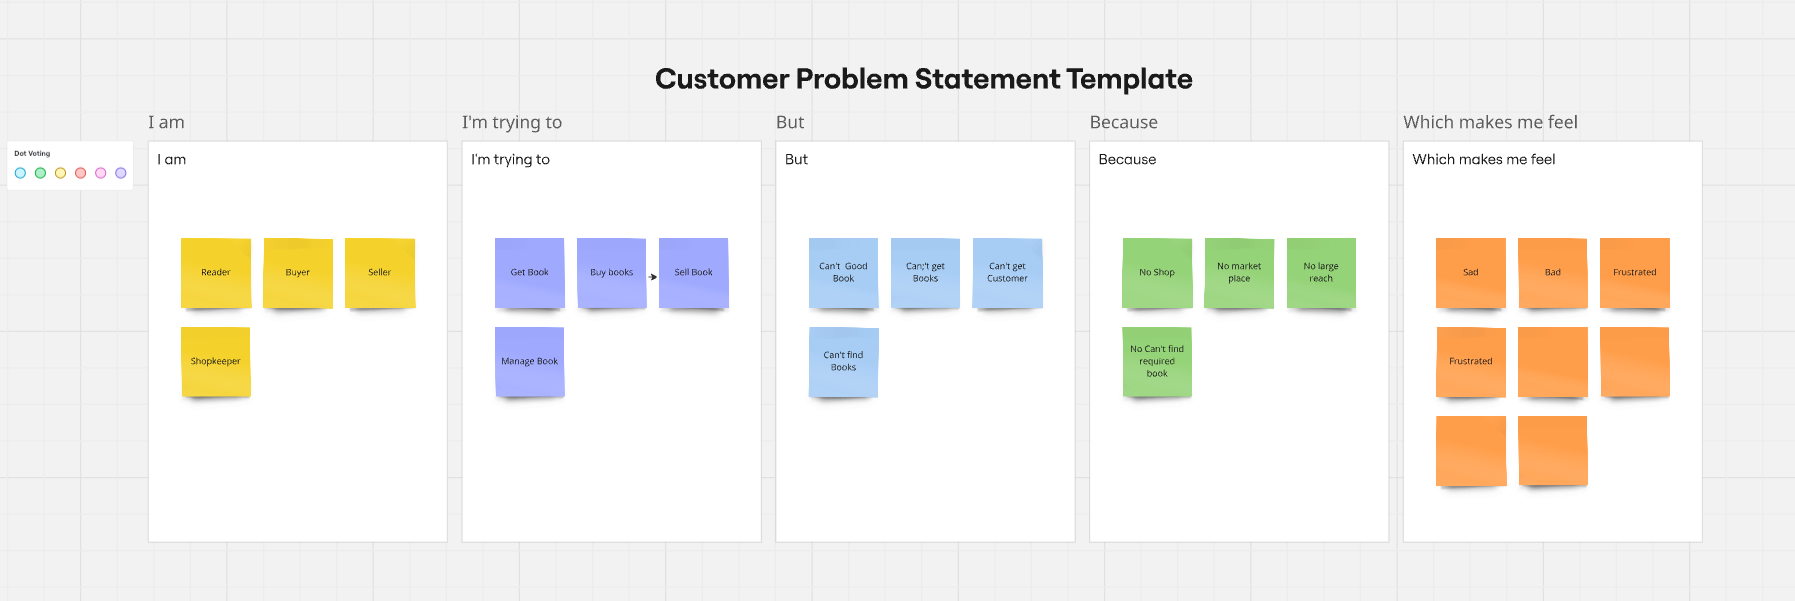 Customer Problem Statement Template
I am
I'm trying to
But
Because
Which makes me feel
Dot Voting
I am
Reader
Buyer
Seller
Shopkeeper
I'm trying to
Get Book
Buy books
Sell Book
Manage Book
But
Can't  Good
Book
Can;'t get
Books
Can't get
Customer
Can't find
Books
Because
No Shop
No market
place
No large
reach
No Can't find
required
book
Which makes me feel
Sad
Bad
Frustrated
Frustrated